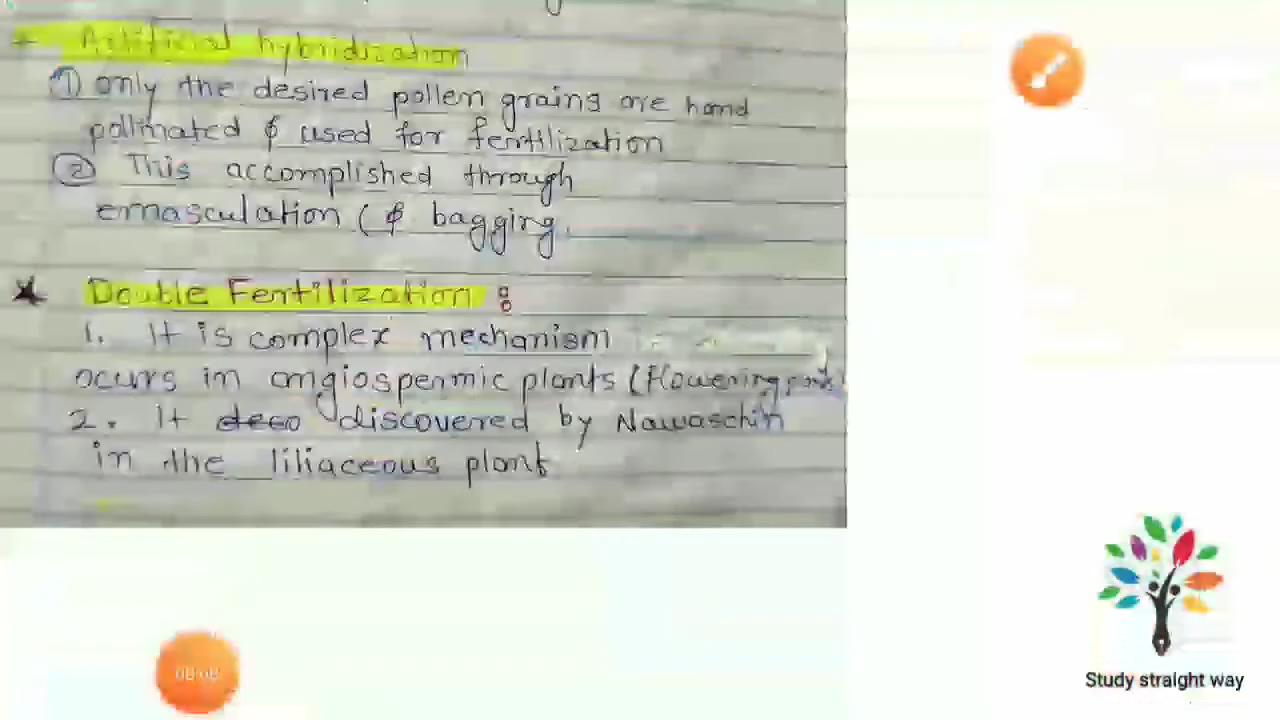 Artificial hybridization
① only the desired pollen grains are hand
pollinated & used for fertilization
② This accomplished through
emasculation ( & bagging.
★ Double Fertilization :
1. It is complex mechanism
ocurs in angiospermic plants (Flowering
2. It discovered by Nawaschin
in the liliaceous plant
08:08
Study straight way